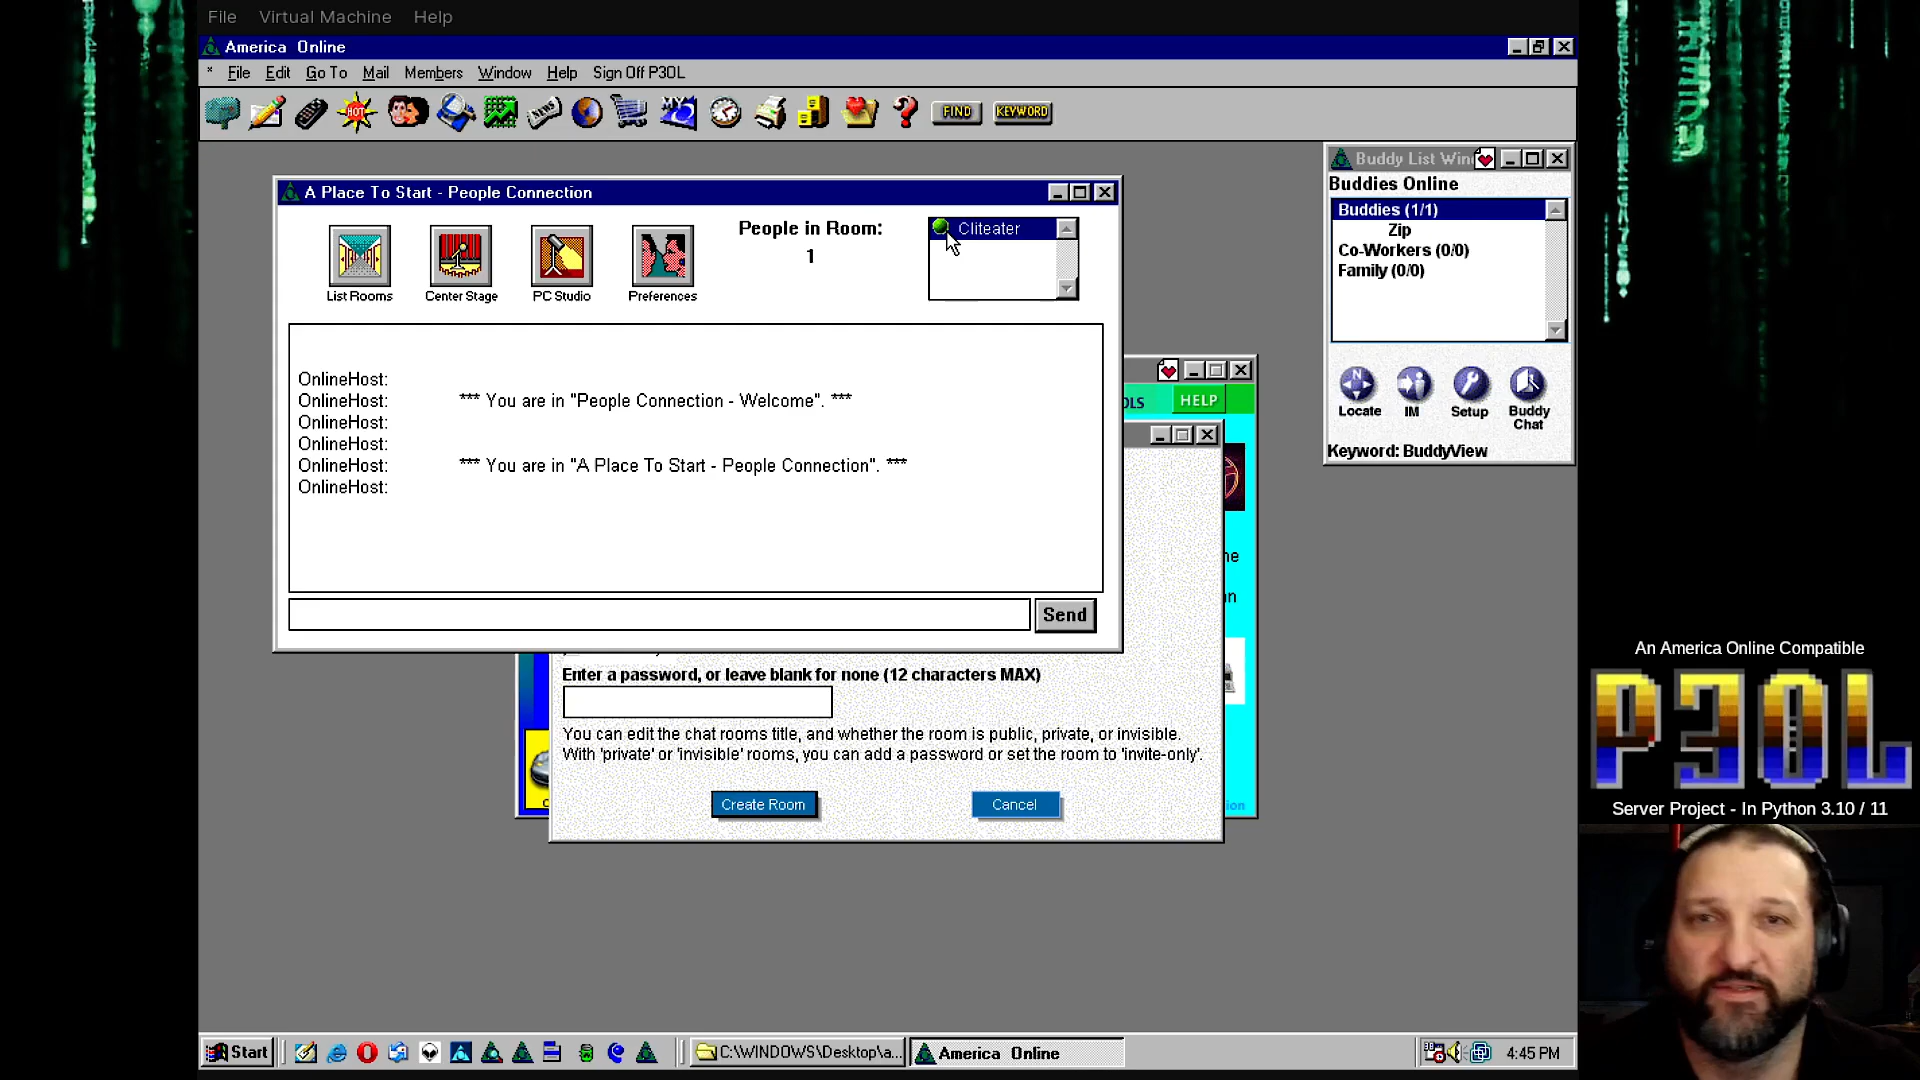 File Virtual Machine Help
America Online
* File Edit Go To Mail Members Window Help Sign Off P3OL
HOT
FIND KEYWORD
A Place To Start - People Connection
List Rooms Center Stage PC Studio Preferences
People in Room:
1
Cliteater
OnlineHost:
OnlineHost: *** You are in "People Connection - Welcome". ***
OnlineHost:
OnlineHost:
OnlineHost: *** You are in "A Place To Start - People Connection". ***
OnlineHost:
Send
HELP
Enter a password, or leave blank for none (12 characters MAX)
You can edit the chat rooms title, and whether the room is public, private, or invisible.
With 'private' or 'invisible' rooms, you can add a password or set the room to 'invite-only'.
Create Room Cancel
Buddy List Win
Buddies Online
Buddies (1/1)
Zip
Co-Workers (0/0)
Family (0/0)
Locate IM Setup Buddy Chat
Keyword: BuddyView
An America Online Compatible
P3OL
Server Project - In Python 3.10 / 11
Start
C:\WINDOWS\Desktop\a...
America Online
4:45 PM